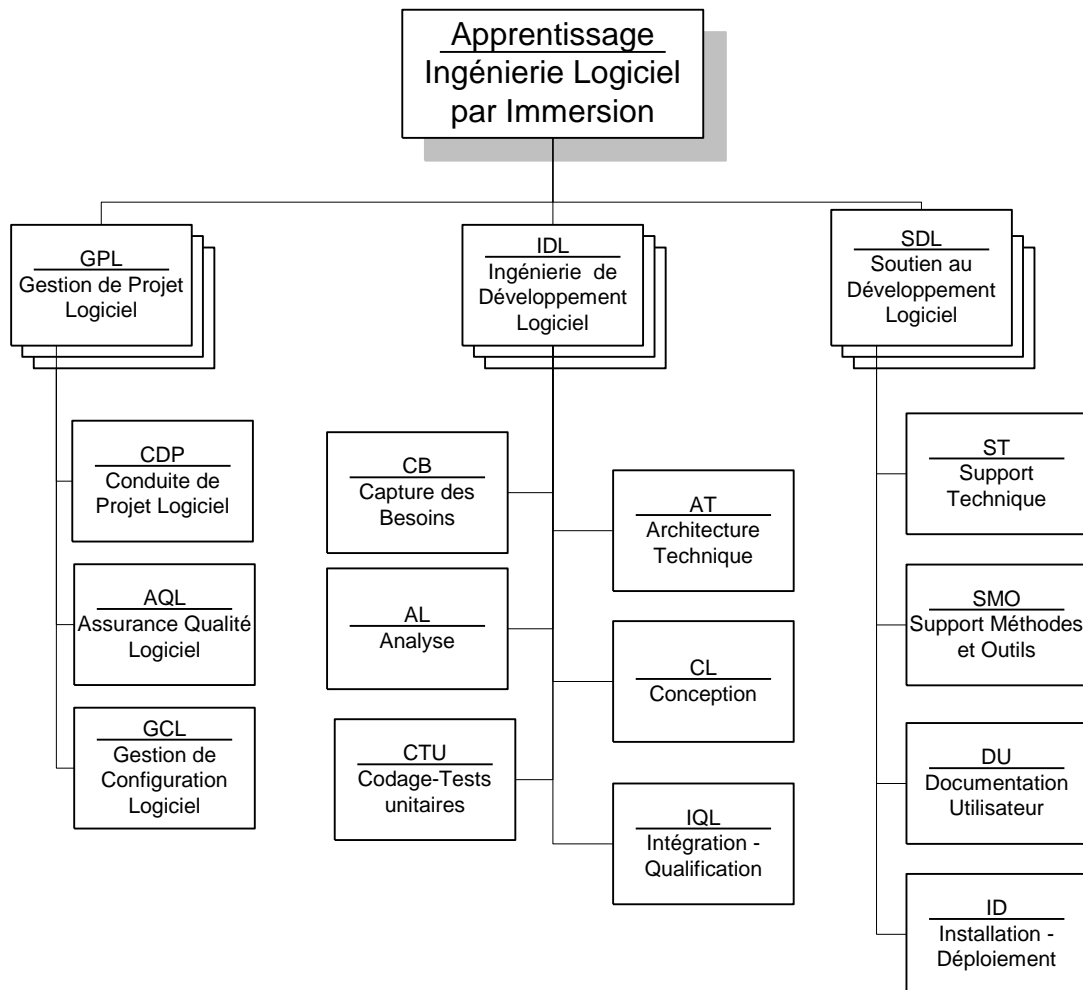 Apprentissage
Ingénierie Logiciel
par Immersion
GPL
Gestion de Projet
Logiciel
IDL
Ingénierie de
Développement
Logiciel
SDL
Soutien au
Développement
Logiciel
CDP
Conduite de
Projet Logiciel
AQL
Assurance Qualité
Logiciel
GCL
Gestion de
Configuration
Logiciel
CB
Capture des
Besoins
AL
Analyse
CTU
Codage-Tests
unitaires
AT
Architecture
Technique
CL
Conception
IQL
Intégration -
Qualification
ST
Support
Technique
SMO
Support Méthodes
et Outils
DU
Documentation
Utilisateur
ID
Installation -
Déploiement